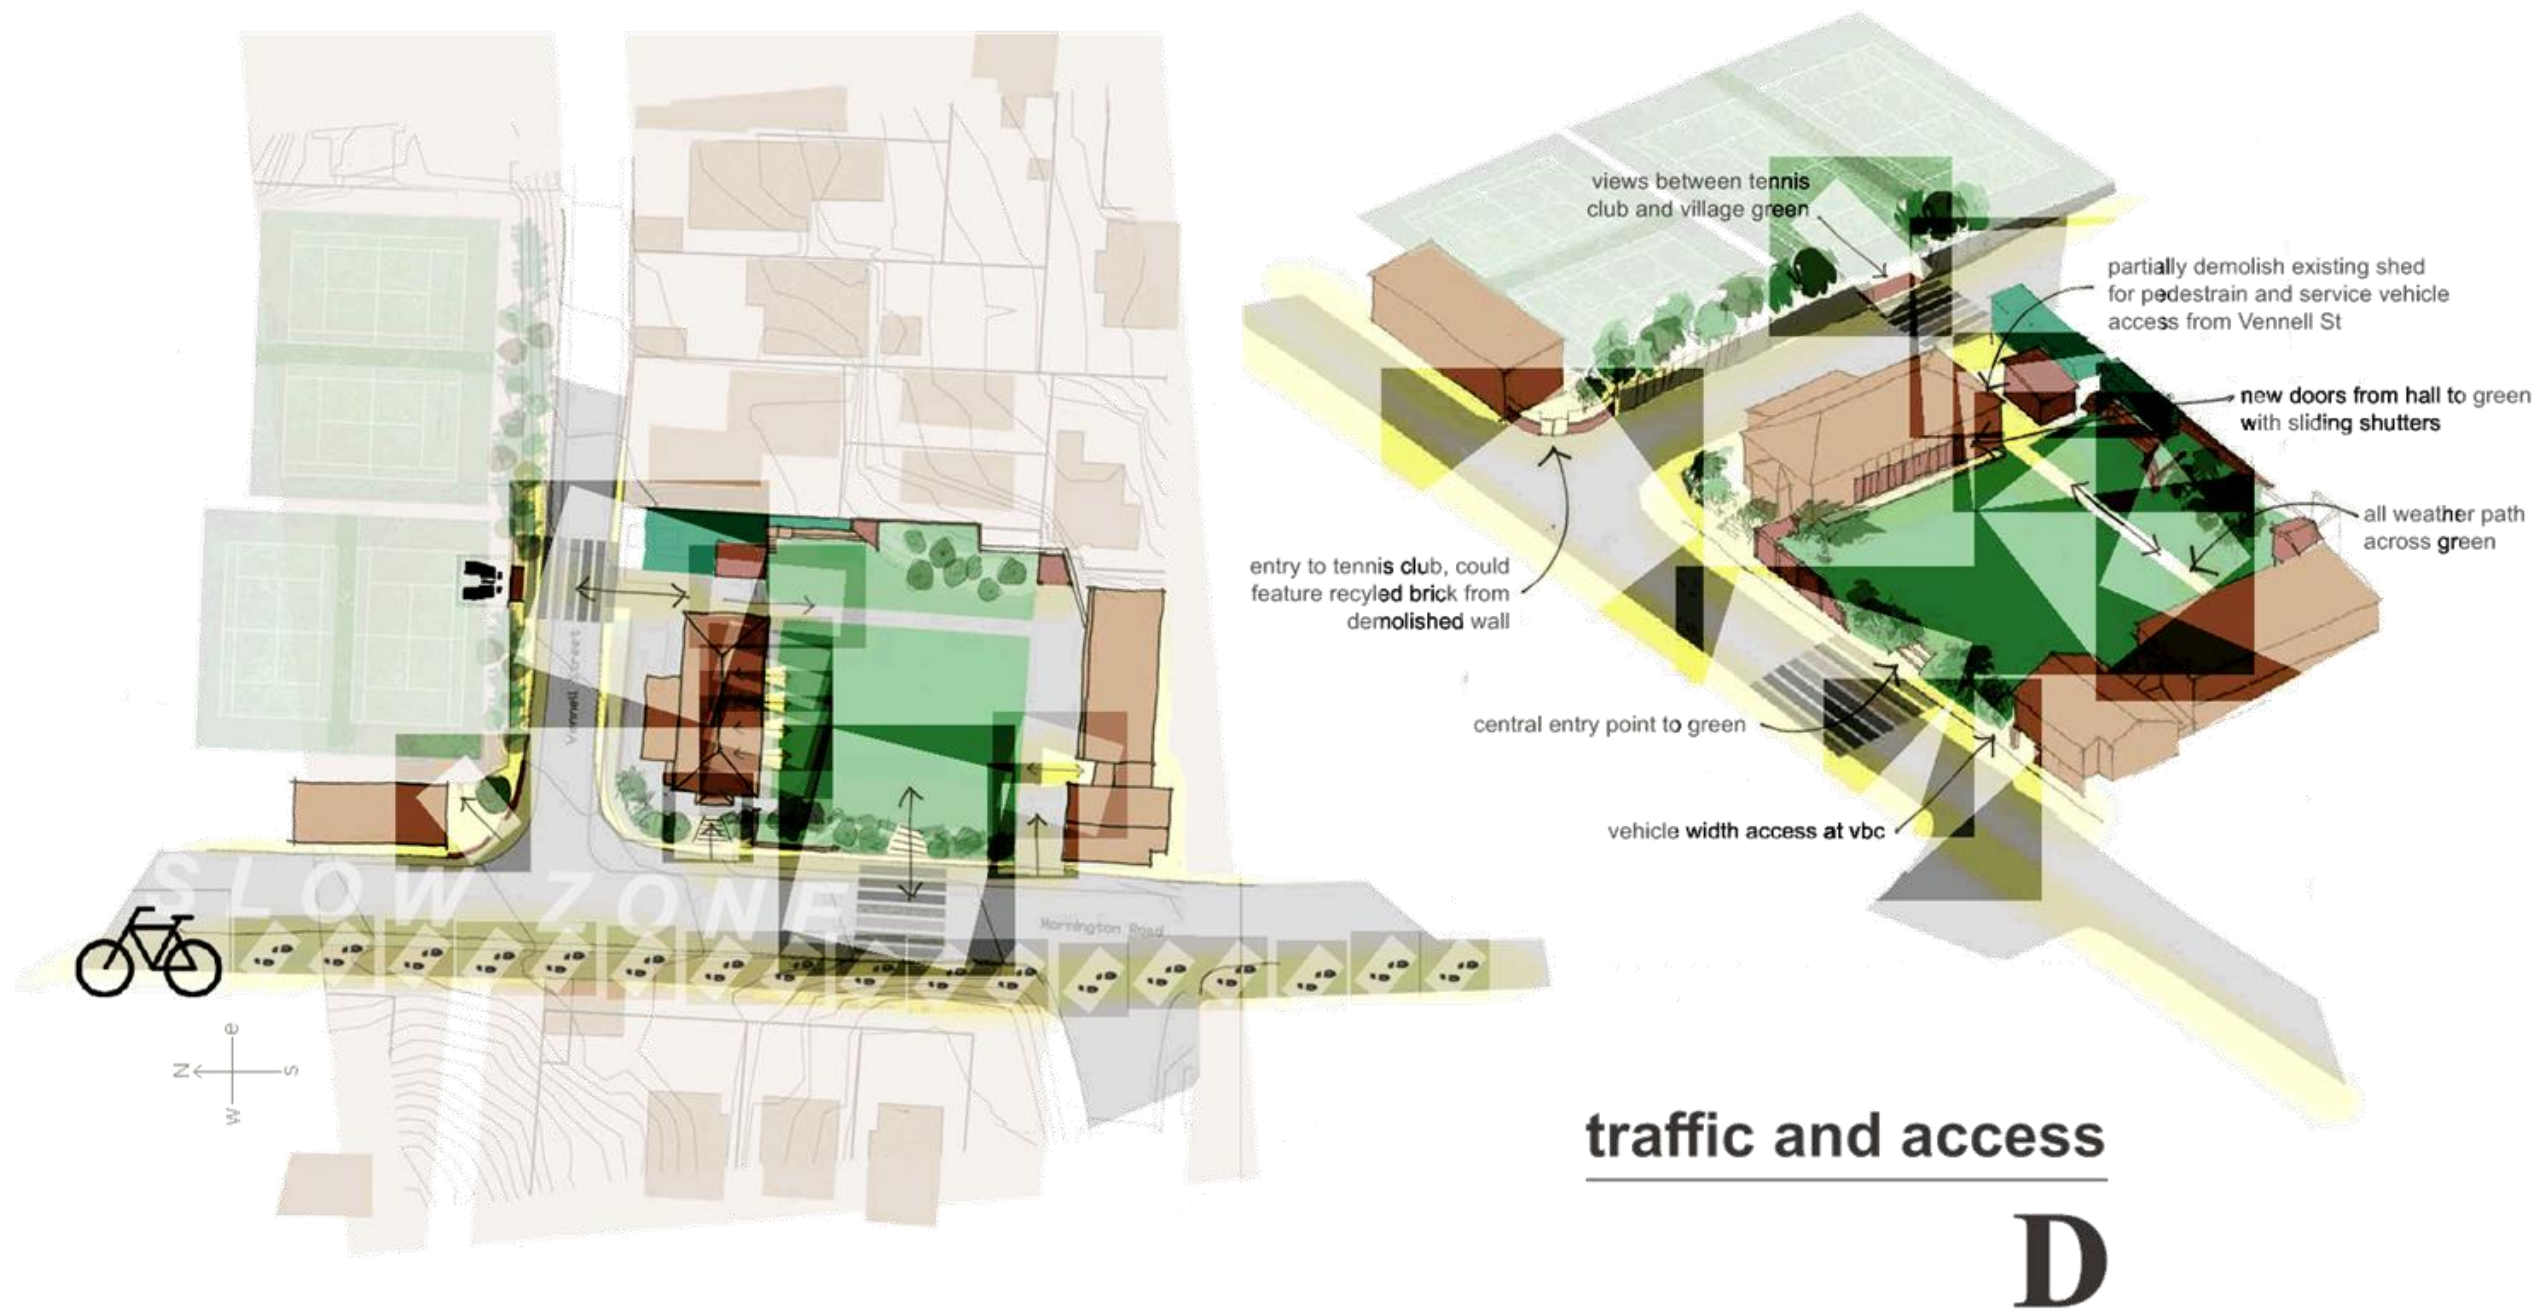 views between tennis
club and village green
partially demolish existing shed
for pedestrain and service vehicle
access from Vennell St
new doors from hall to green
with sliding shutters
all weather path
across green
entry to tennis club, could
feature recyled brick from
demolished wall
central entry point to green
vehicle width access at vbc
Vennell Street
SLOW ZONE
Mornington Road
e
N
S
W
traffic and access
D